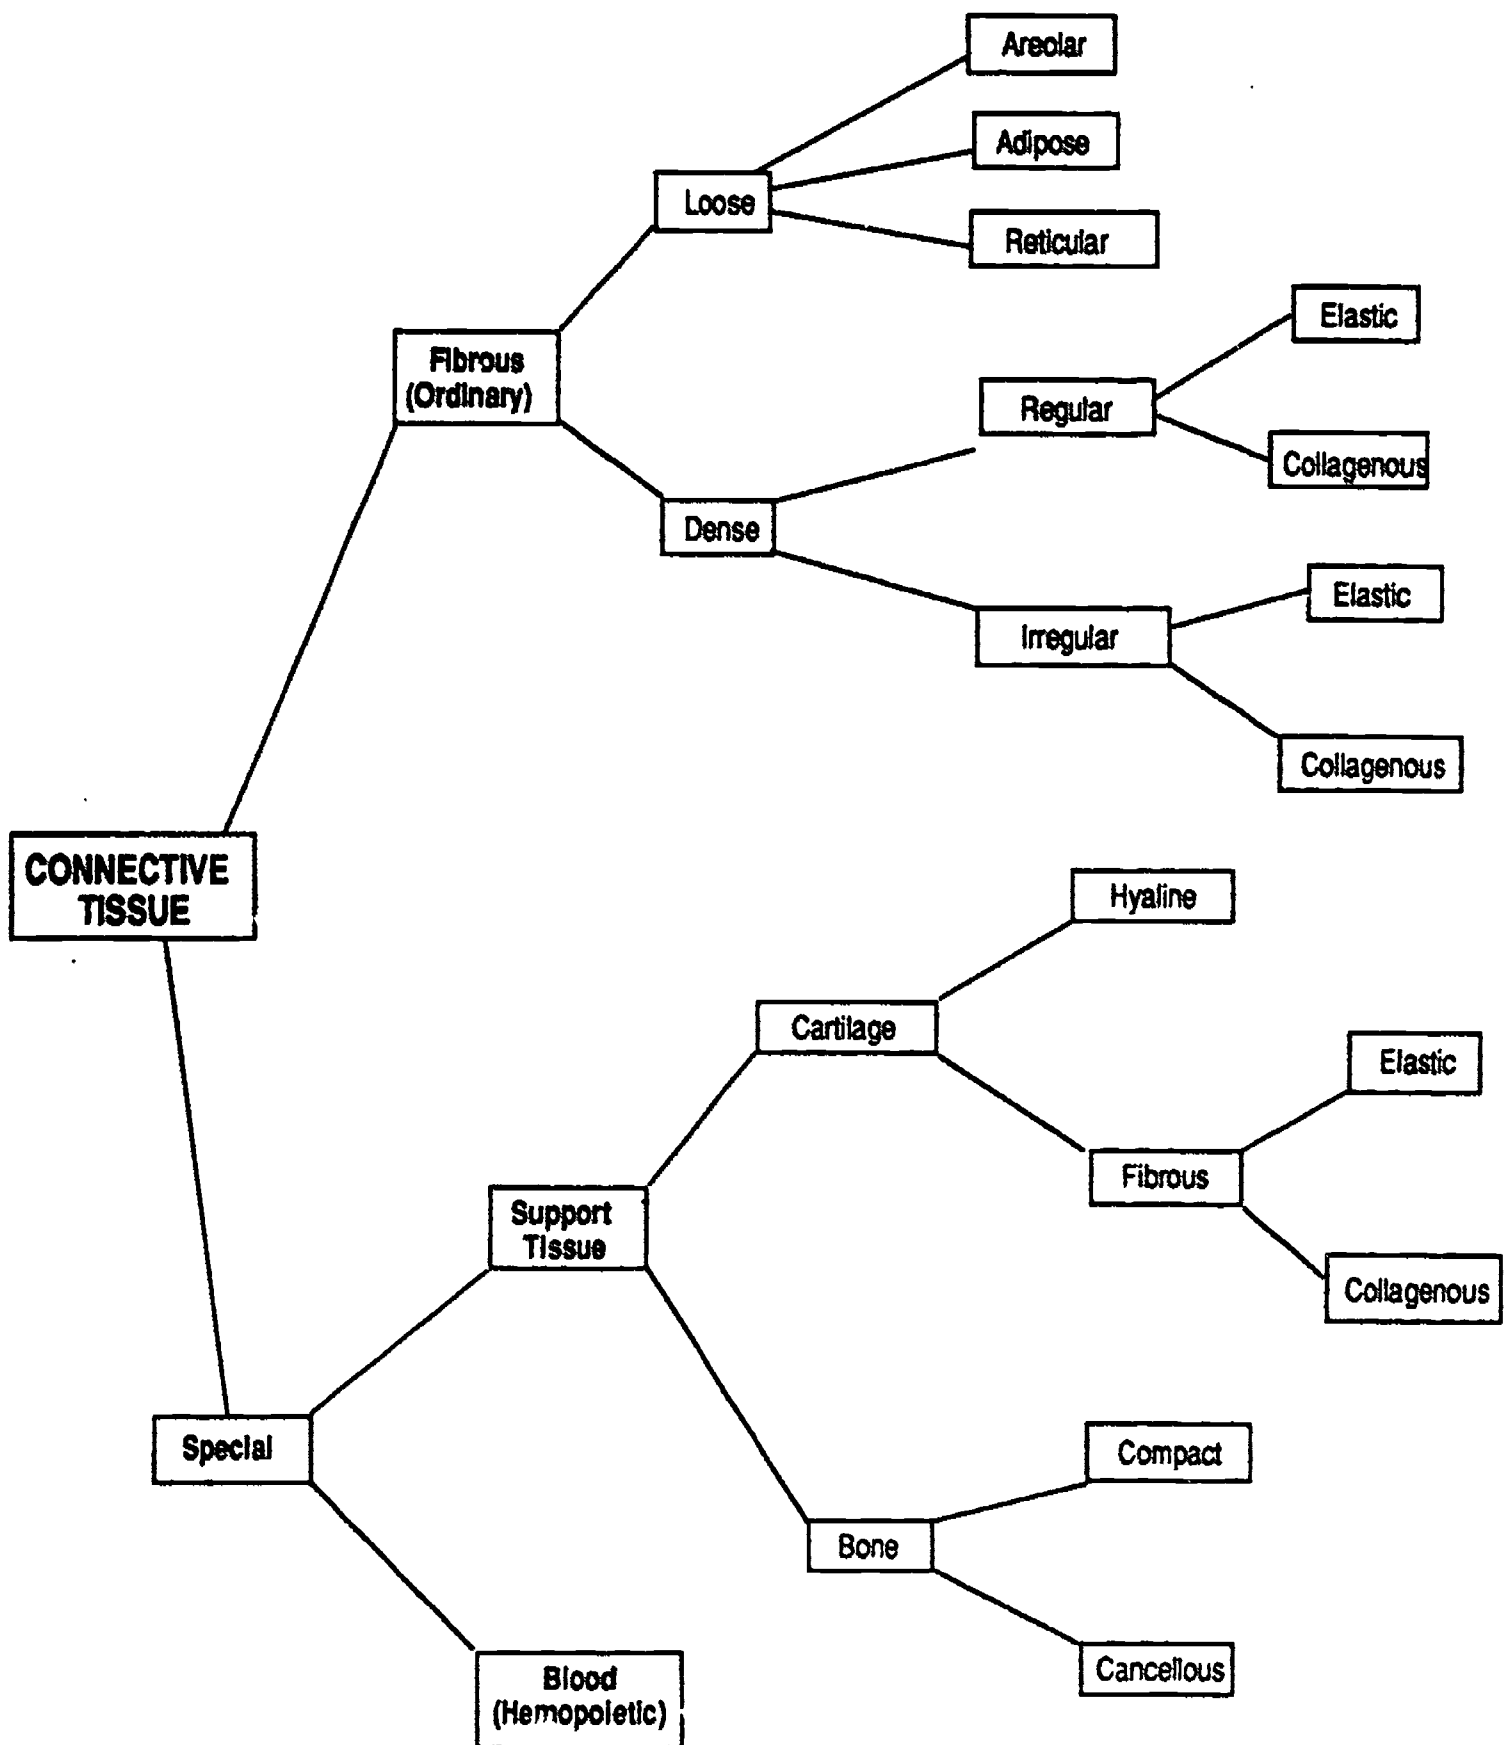 Areolar
Adipose
Loose
Reticular
Elastic
Fibrous
(Ordinary)
Regular
Collagenous
Dense
Elastic
Irregular
Collagenous
CONNECTIVE
TISSUE
Hyaline
Cartilage
Elastic
Fibrous
Support
Tissue
Collagenous
Special
Compact
Bone
Cancellous
Blood
(Hemopoietic)